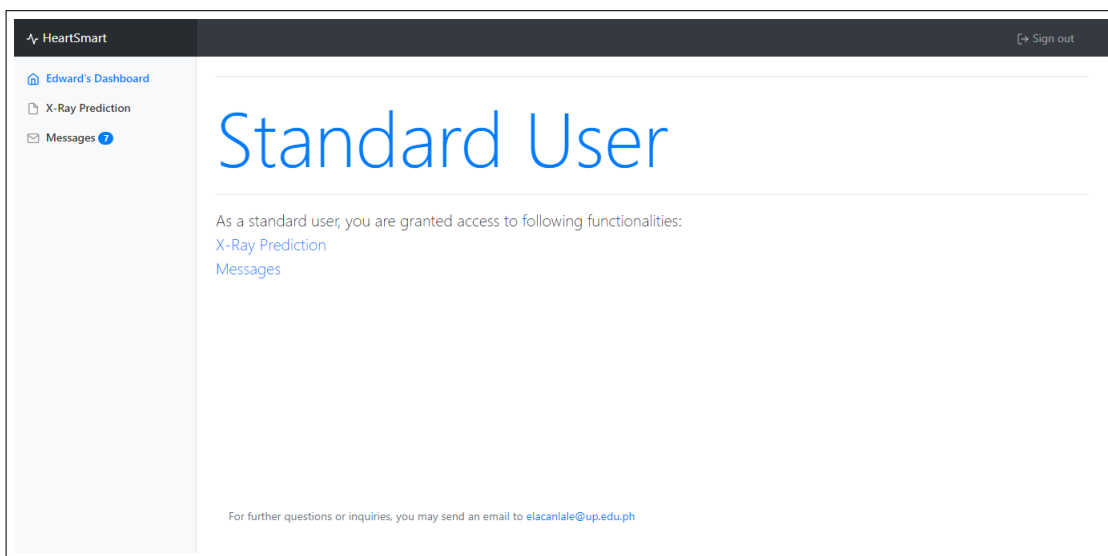 HeartSmart
Sign out
Edward's Dashboard
X-Ray Prediction
Messages 7
Standard User
As a standard user, you are granted access to following functionalities:
X-Ray Prediction
Messages
For further questions or inquiries, you may send an email to elacanlale@up.edu.ph